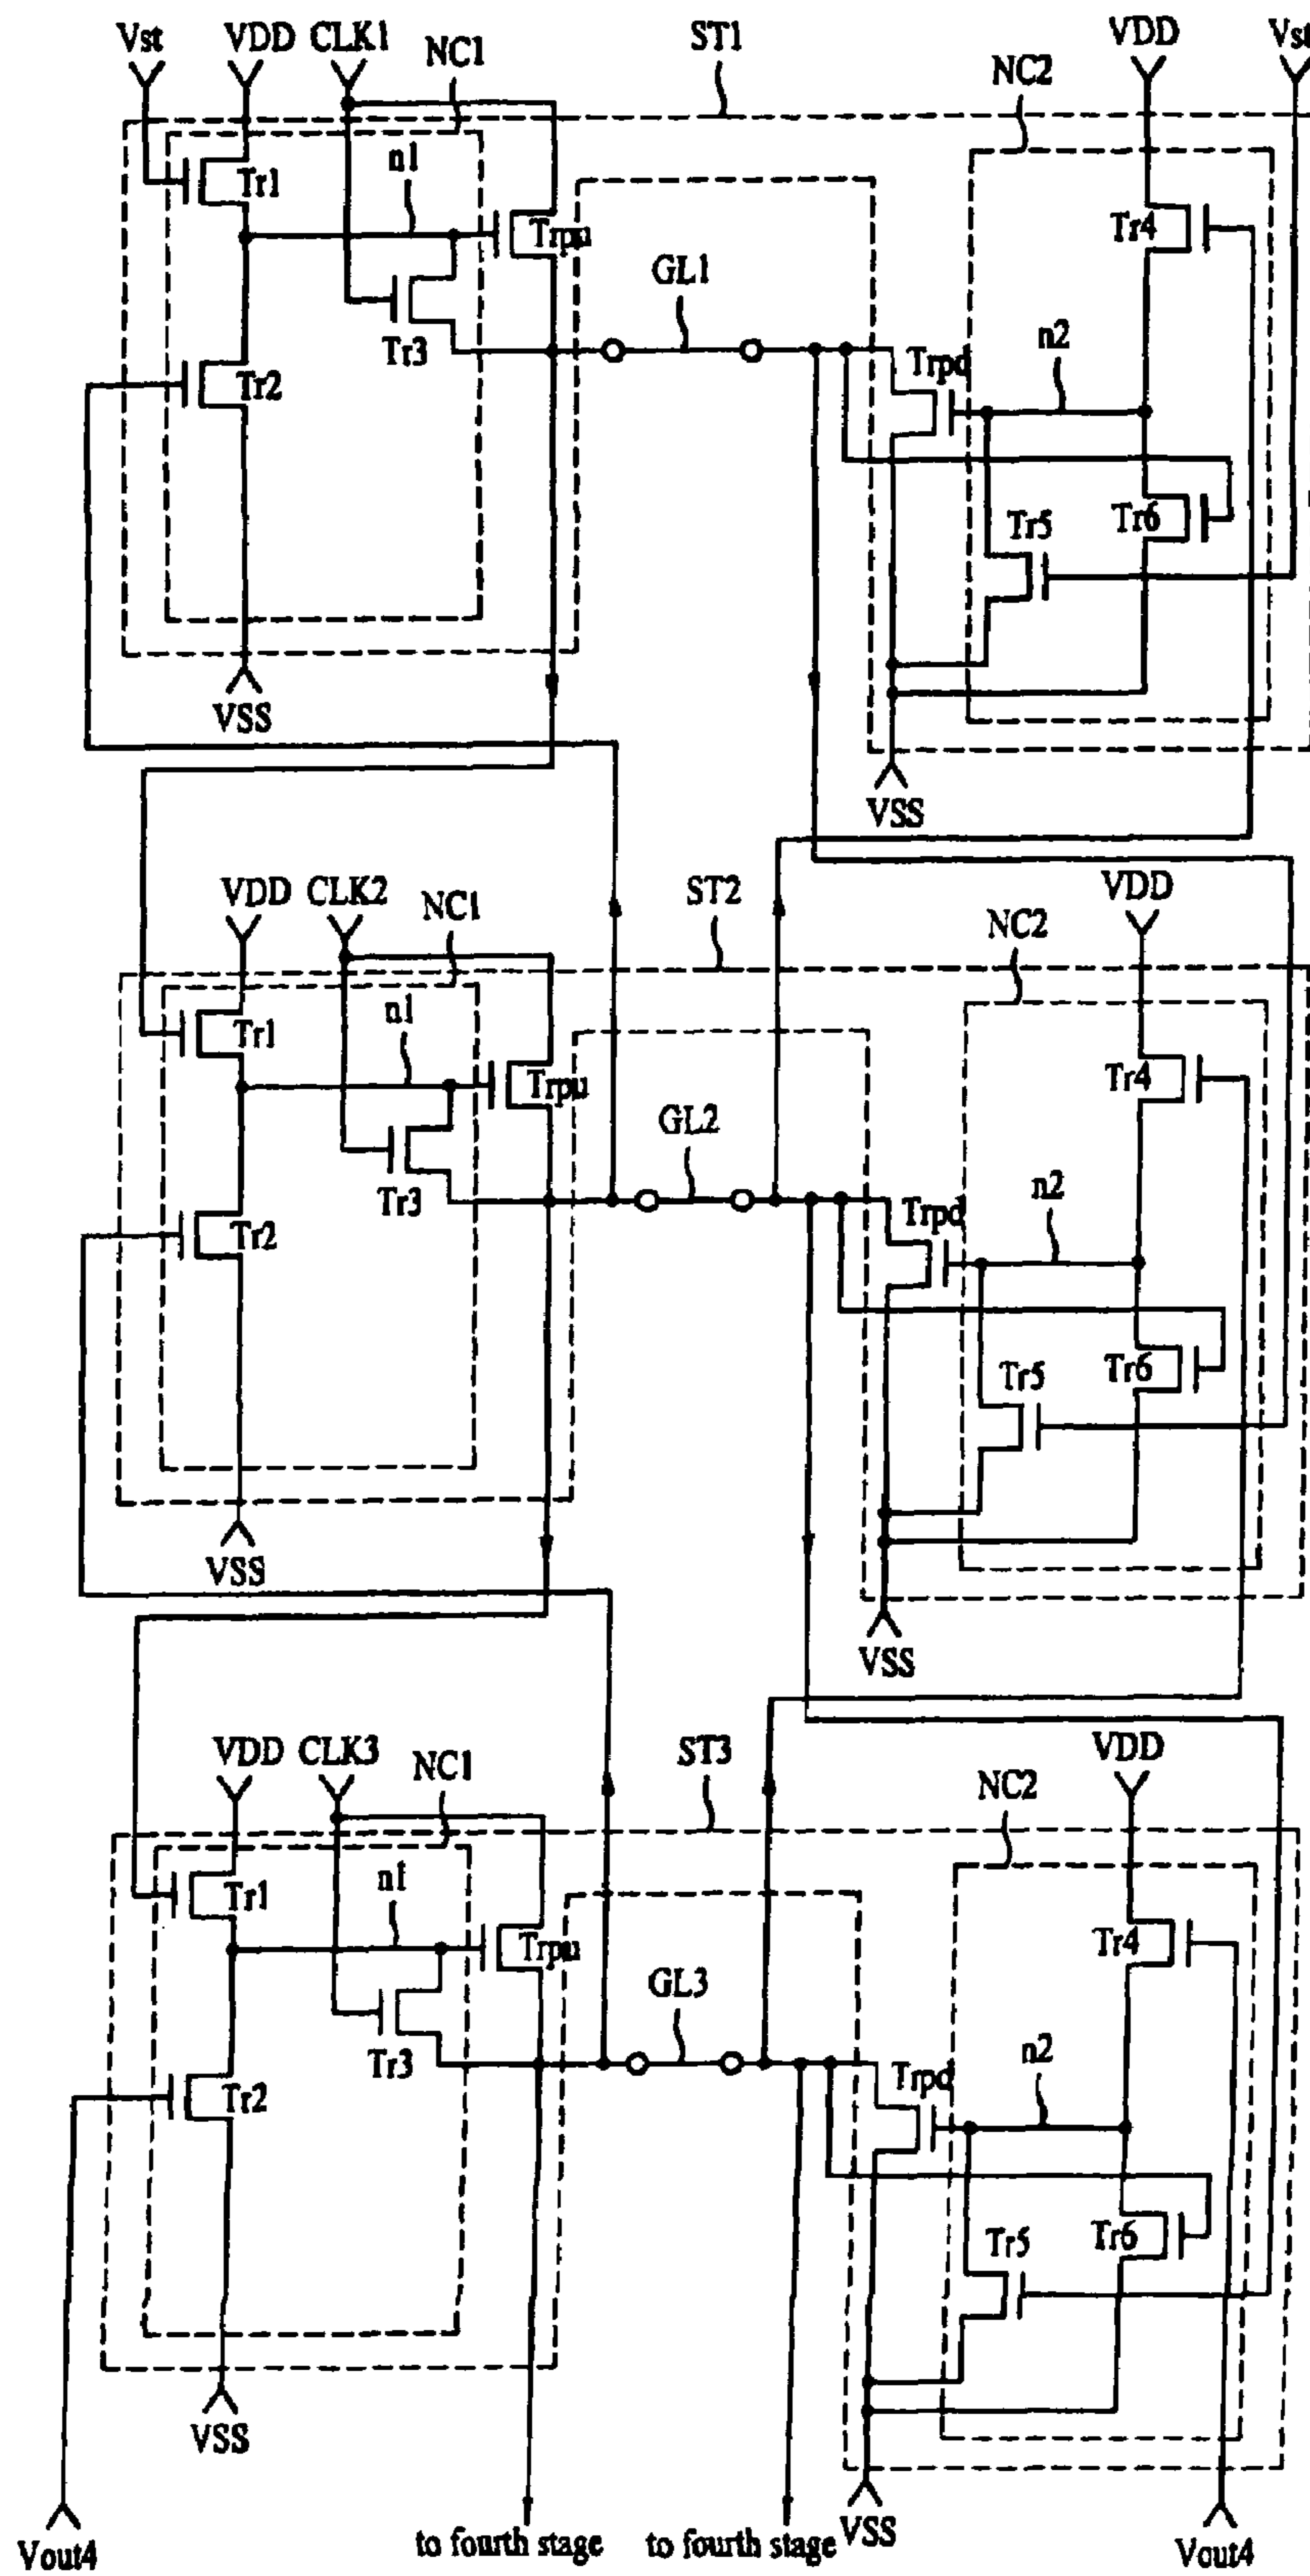 Vst VDD CLK1 NC1 ST1 NC2 VDD Vst
n1
Tr1
Trpu
Tr4
GL1
Tr3
n2
Trpd
Tr2
Tr5
Tr6
VSS
VSS
VDD CLK2 NC1 ST2 NC2 VDD
n1
Tr1
Trpu
Tr4
GL2
Tr3
n2
Trpd
Tr2
Tr5
Tr6
VSS
VSS
VDD CLK3 NC1 ST3 NC2 VDD
n1
Tr1
Trpu
Tr4
GL3
Tr3
n2
Trpd
Tr2
Tr5
Tr6
VSS
VSS
Vout4
to fourth stage
to fourth stage
Vout4